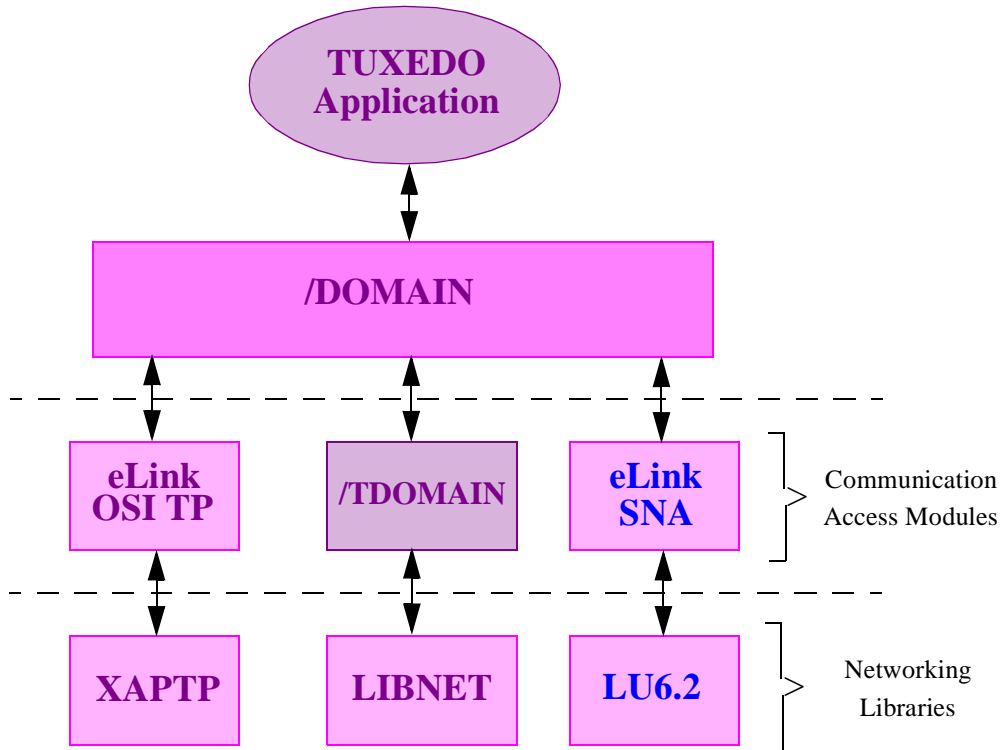 TUXEDO
Application
/DOMAIN
eLink
OSI TP
/TDOMAIN
eLink
SNA
Communication
Access Modules
XAPTP
LIBNET
LU6.2
Networking
Libraries